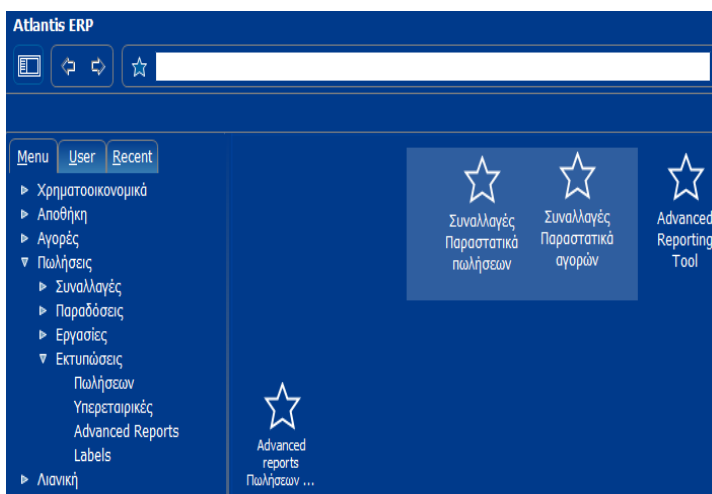 Atlantis ERP
Menu User Recent
Χρηματοοικονομικά
Αποθήκη
Αγορές
Πωλήσεις
Συναλλαγές
Παραδόσεις
Εργασίες
Εκτυπώσεις
Πωλήσεων
Υπερεταιρικές
Advanced Reports
Labels
Λιανική
Συναλλαγές
Παραστατικά
πωλήσεων
Συναλλαγές
Παραστατικά
αγορών
Advanced
Reporting
Tool
Advanced
reports
Πωλήσεων ...